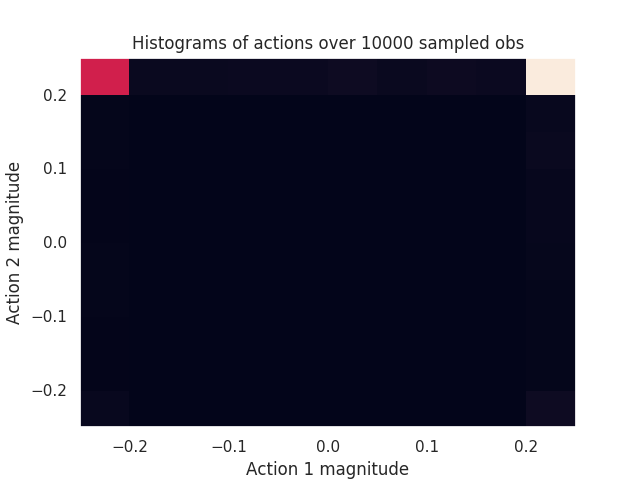 Histograms of actions over 10000 sampled obs
0.2
0.1
0.0
−0.1
−0.2
Action 2 magnitude
−0.2 −0.1 0.0 0.1 0.2
Action 1 magnitude